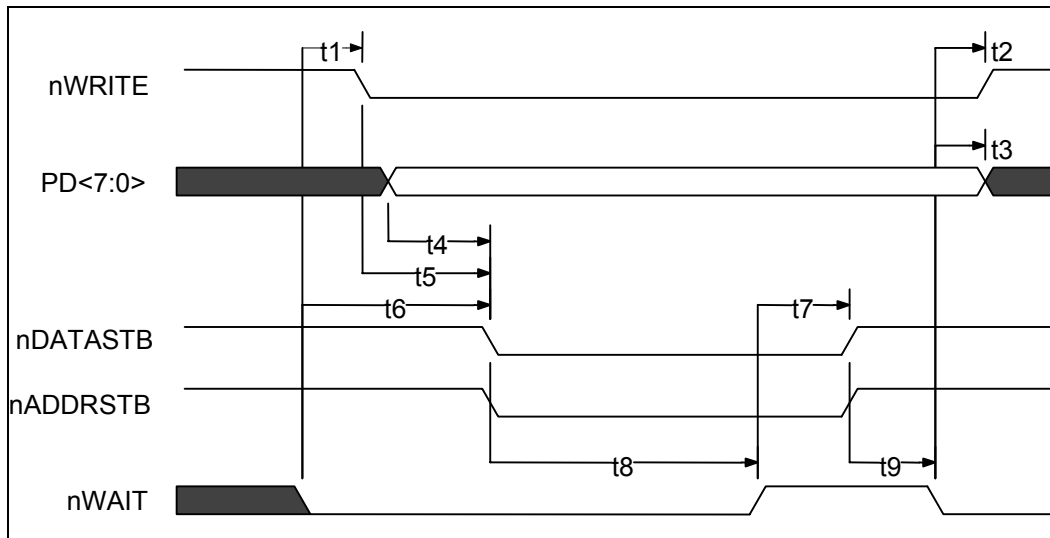 t1
t2
nWRITE
t3
PD<7:0>
t4
t5
t6
t7
nDATASTB
nADDRSTB
t8
t9
nWAIT